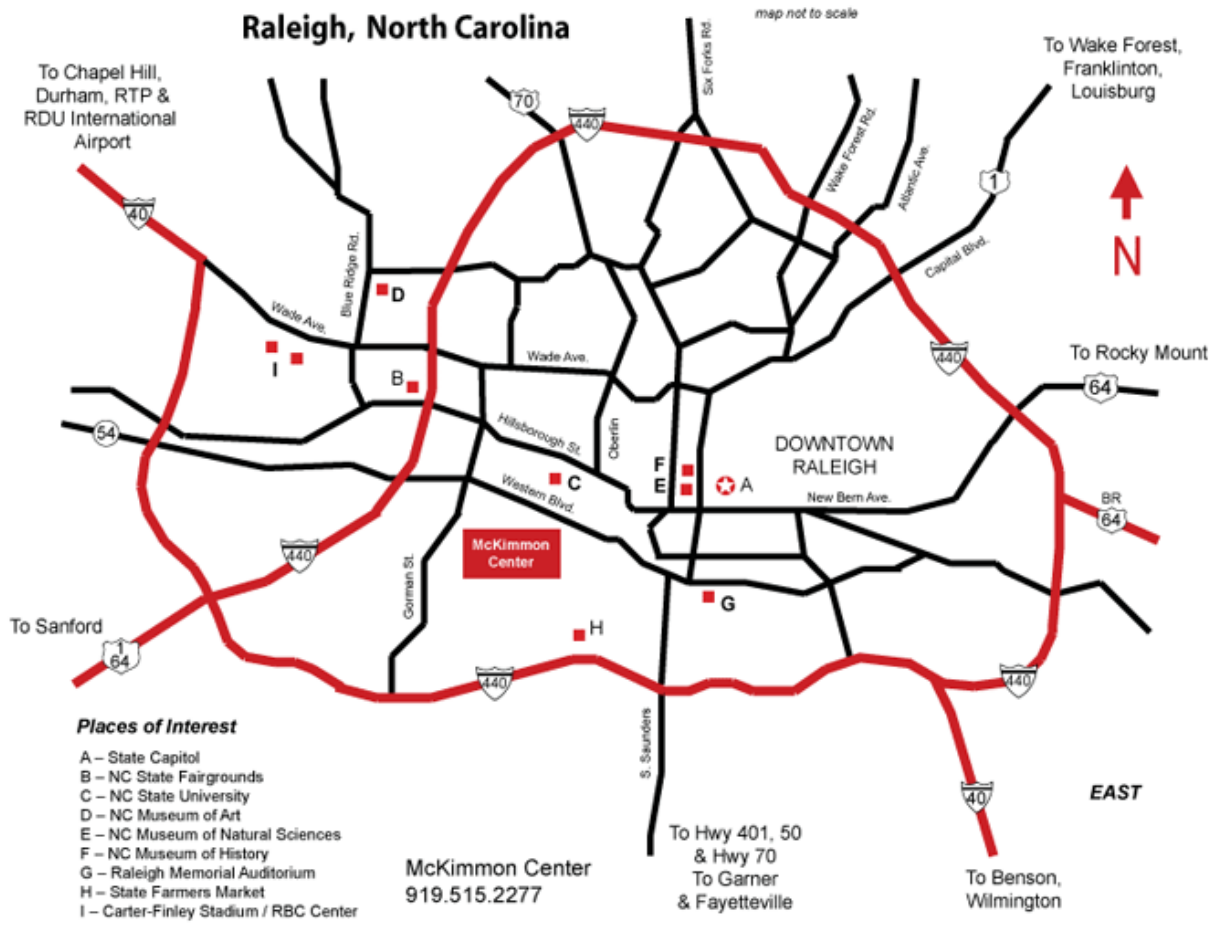 Raleigh, North Carolina
map not to scale
To Chapel Hill,
Durham, RTP &
RDU International
Airport
To Wake Forest,
Franklinton,
Louisburg
Six Forks Rd.
70
440
Wake Forest Rd.
Atlantic Ave.
1
40
N
Blue Ridge Rd.
Capital Blvd.
D
Wade Ave.
I
Wade Ave.
440
To Rocky Mount
64
B
54
Hillsborough St.
Oberlin
DOWNTOWN
RALEIGH
F
E
C
A
Western Blvd.
New Bern Ave.
BR
64
McKimmon
Center
440
Gorman St.
G
To Sanford
1
64
H
440
440
S. Saunders
Places of Interest
A – State Capitol
B – NC State Fairgrounds
C – NC State University
D – NC Museum of Art
E – NC Museum of Natural Sciences
F – NC Museum of History
G – Raleigh Memorial Auditorium
H – State Farmers Market
I – Carter-Finley Stadium / RBC Center
McKimmon Center
919.515.2277
To Hwy 401, 50
& Hwy 70
To Garner
& Fayetteville
40
EAST
To Benson,
Wilmington